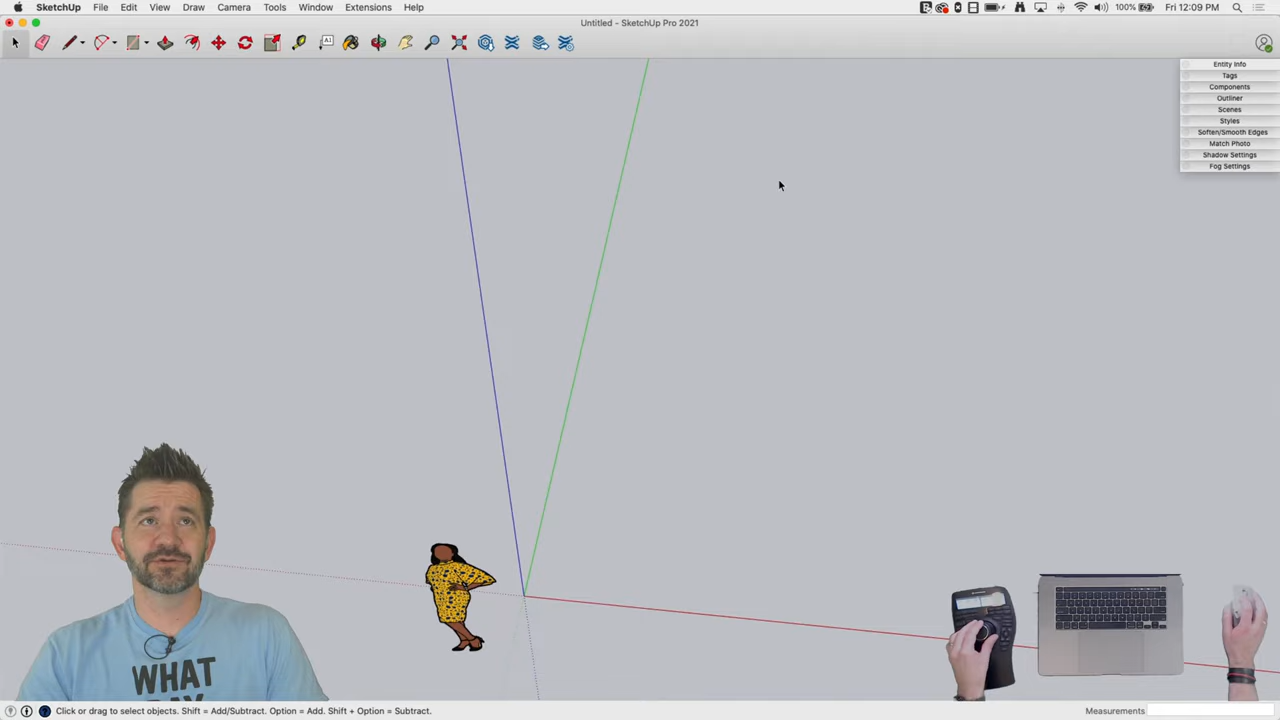 SketchUp File Edit View Draw Camera Tools Window Extensions Help 100% Fri 12:09 PM
Untitled - SketchUp Pro 2021
Entity Info
Tags
Components
Outliner
Scenes
Styles
Soften/Smooth Edges
Match Photo
Shadow Settings
Fog Settings
WHAT
Click or drag to select objects. Shift = Add/Subtract. Option = Add. Shift + Option = Subtract. Measurements